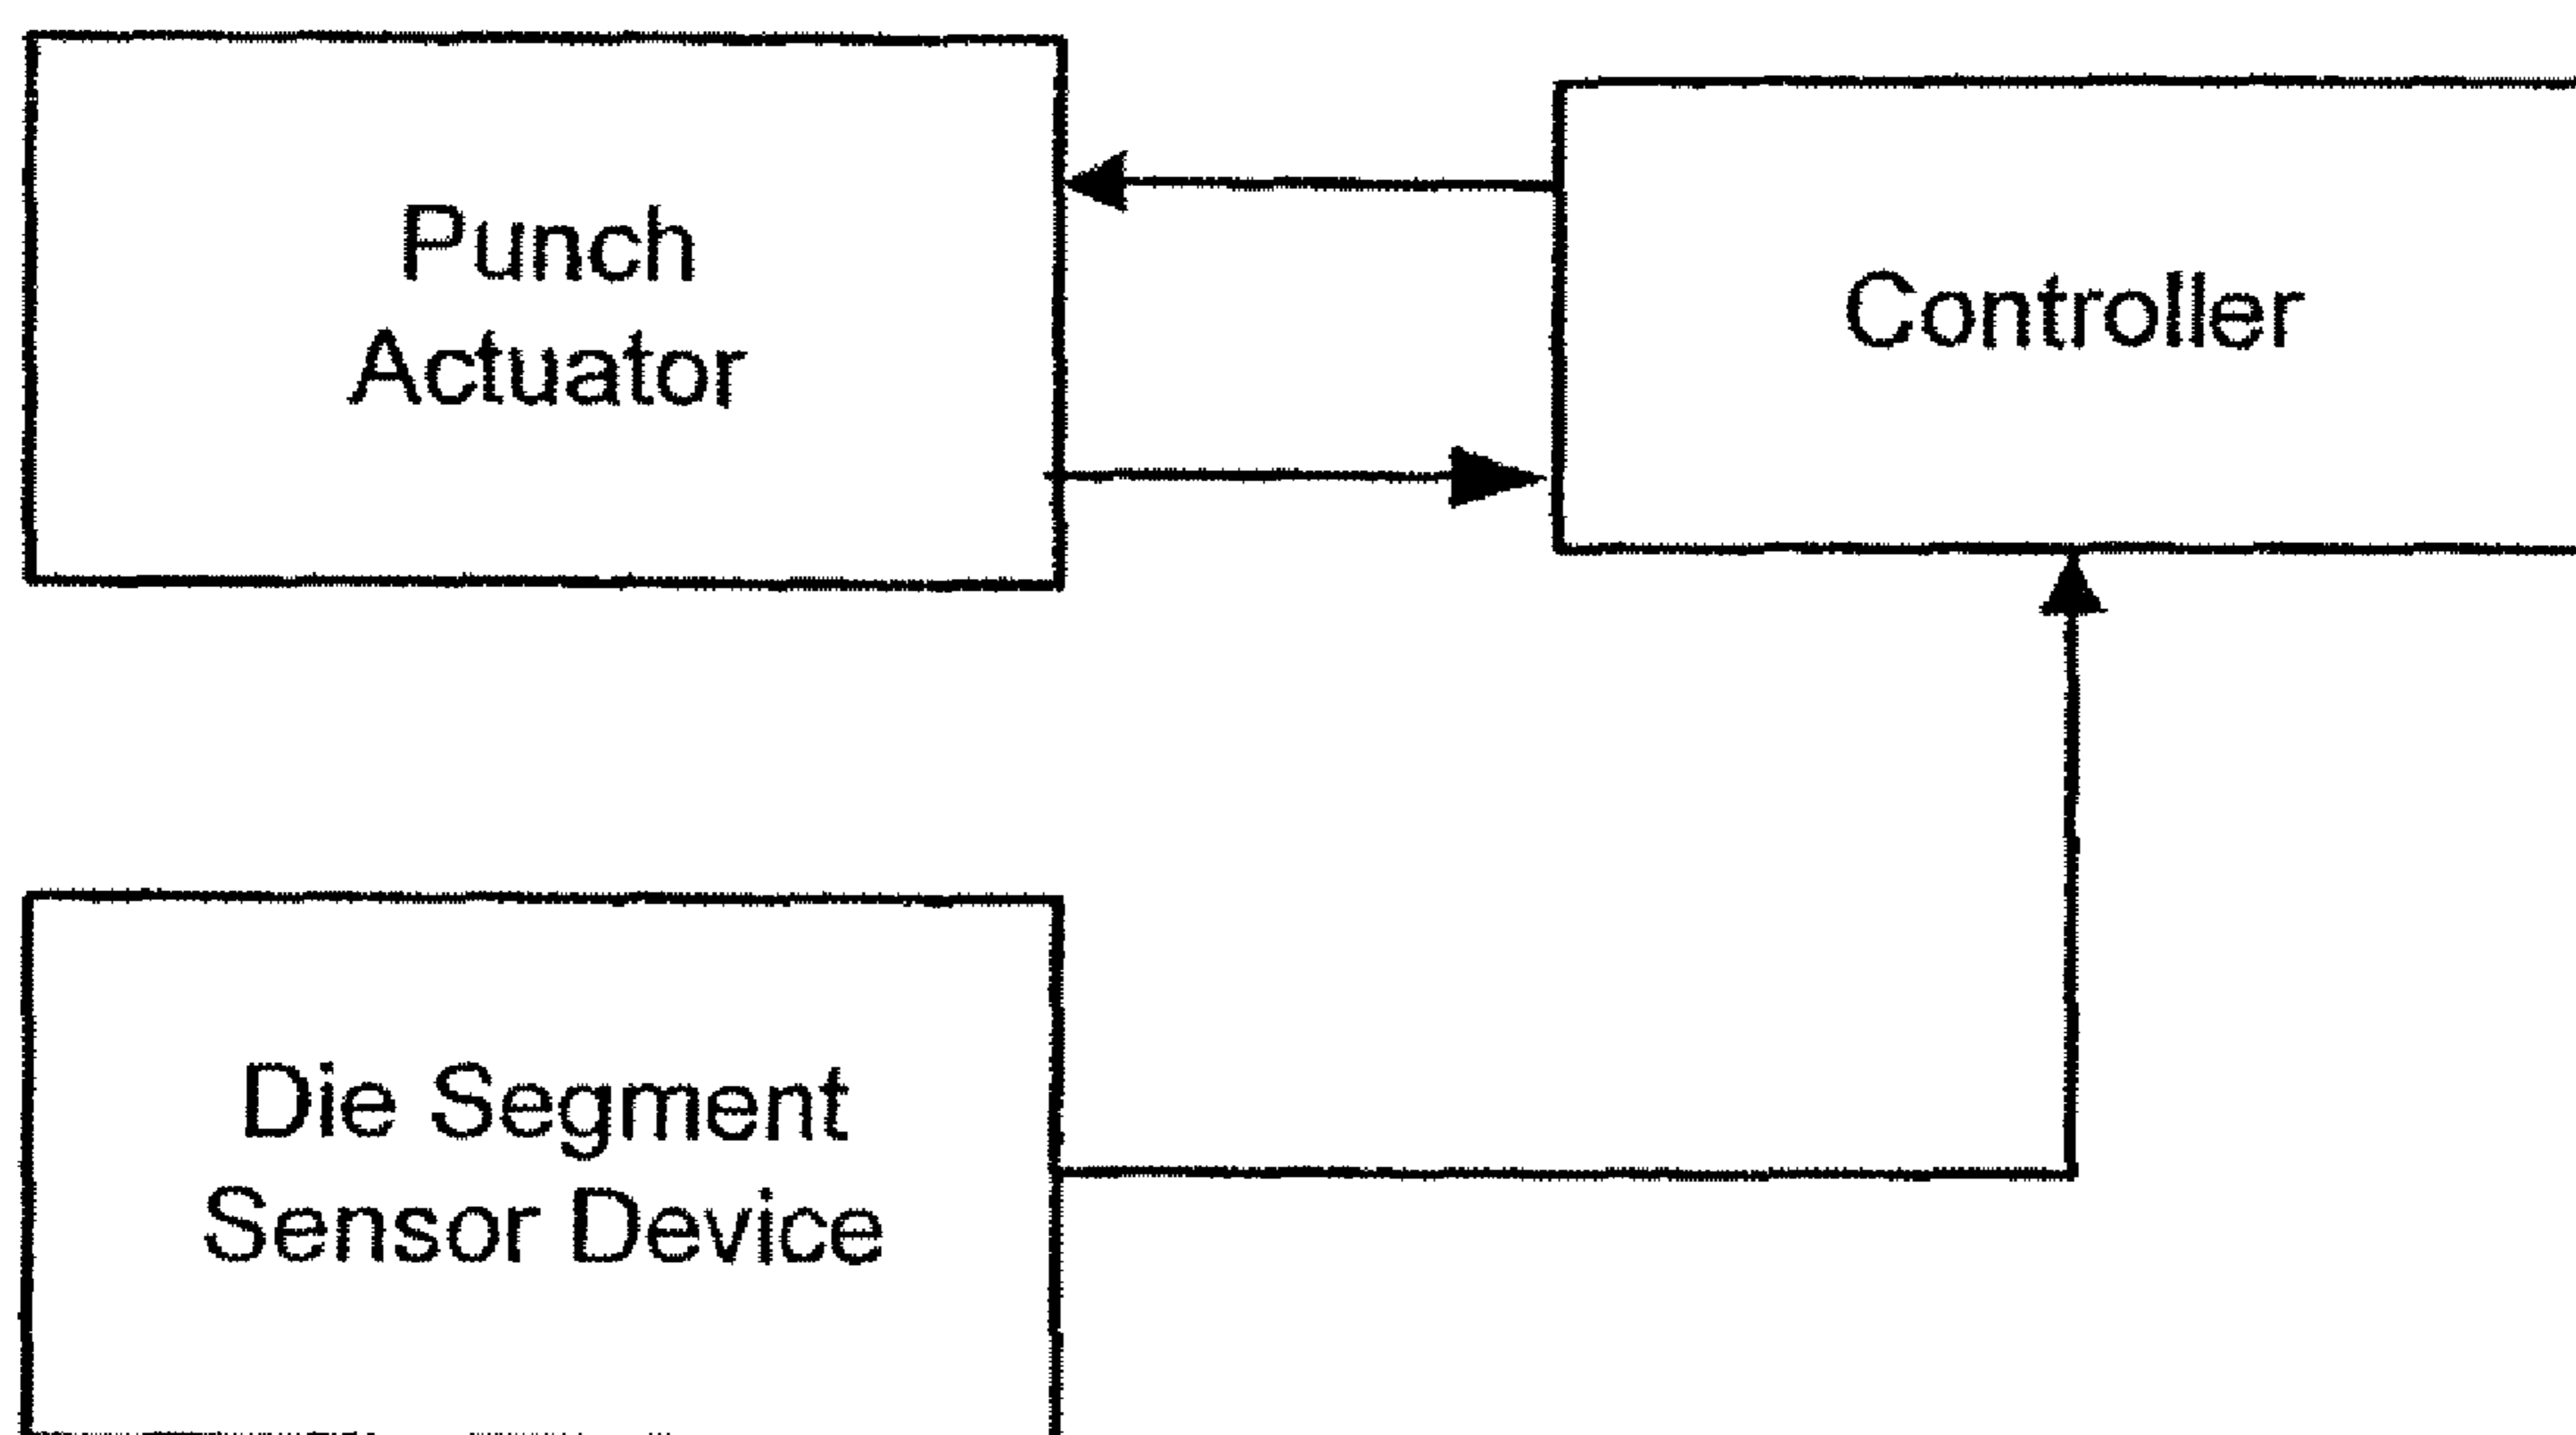 Punch
Actuator
Controller
Die Segment
Sensor Device